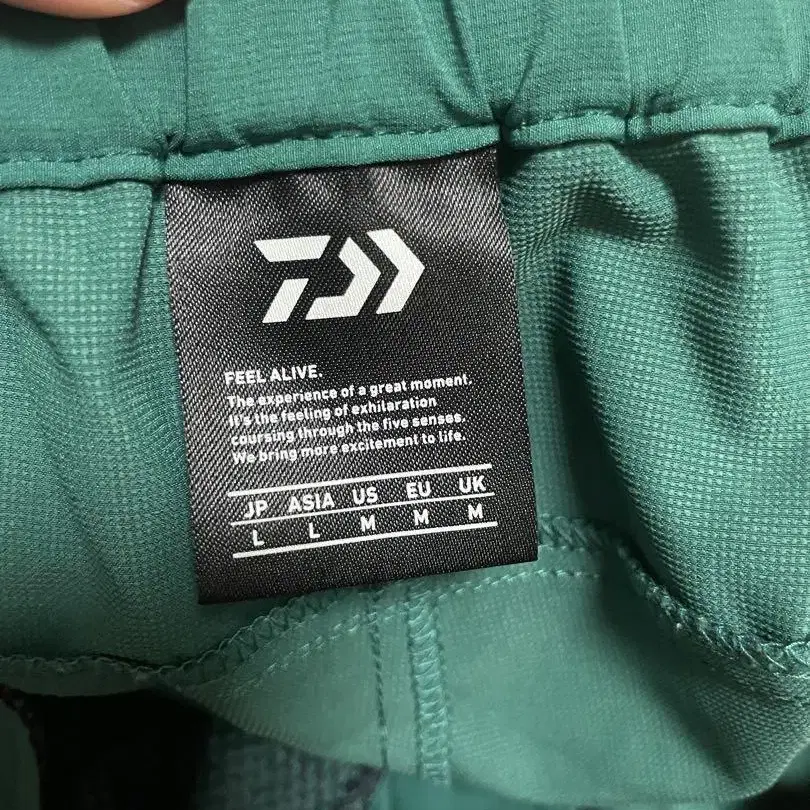 FEEL ALIVE.
The experience of a great moment.
It's the feeling of exhilaration
coursing through the five senses.
We bring more excitement to life.
JP ASIA US EU UK
L L M M M